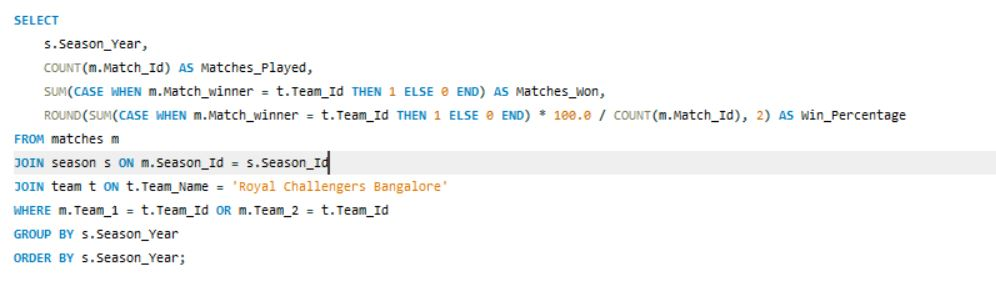 SELECT
s.Season_Year,
COUNT(m.Match_Id) AS Matches_Played,
SUM(CASE WHEN m.Match_winner = t.Team_Id THEN 1 ELSE 0 END) AS Matches_Won,
ROUND(SUM(CASE WHEN m.Match_winner = t.Team_Id THEN 1 ELSE 0 END) * 100.0 / COUNT(m.Match_Id), 2) AS Win_Percentage
FROM matches m
JOIN season s ON m.Season_Id = s.Season_Id
JOIN team t ON t.Team_Name = 'Royal Challengers Bangalore'
WHERE m.Team_1 = t.Team_Id OR m.Team_2 = t.Team_Id
GROUP BY s.Season_Year
ORDER BY s.Season_Year;